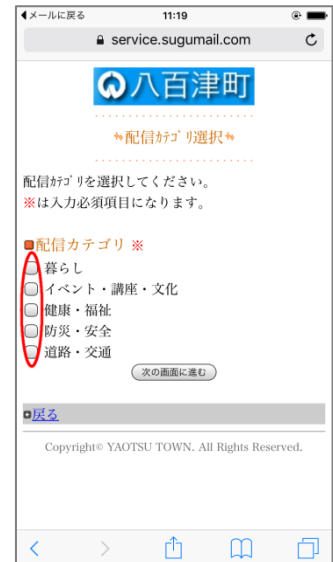 メールに戻る 11:19
service.sugumail.com
八百津町
配信ｶﾃｺﾞﾘ選択
配信ｶﾃｺﾞﾘを選択してください。
※は入力必須項目になります。
■配信カテゴリ ※
暮らし
イベント・講座・文化
健康・福祉
防災・安全
道路・交通
次の画面に進む
戻る
Copyright© YAOTSU TOWN. All Rights Reserved.